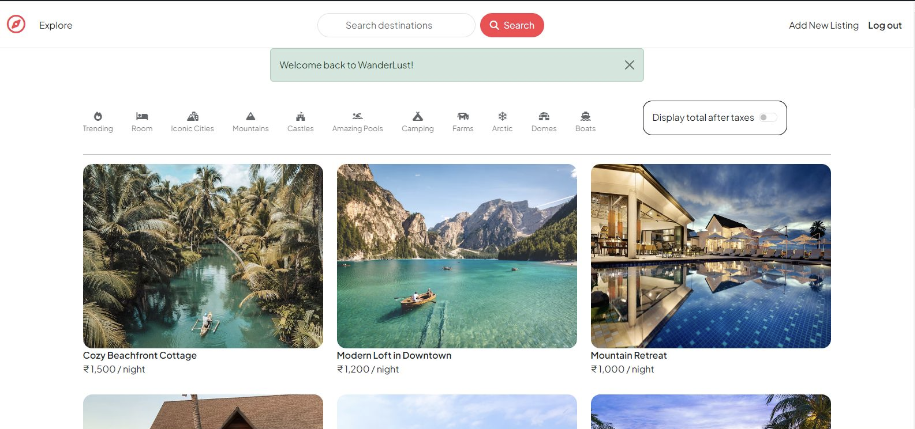 Explore
Search destinations
Search
Add New Listing
Log out
Welcome back to WanderLust!
Trending
Room
Iconic Cities
Mountains
Castles
Amazing Pools
Camping
Farms
Arctic
Domes
Boats
Display total after taxes
Cozy Beachfront Cottage
₹1,500 / night
Modern Loft in Downtown
₹1,200 / night
Mountain Retreat
₹1,000 / night